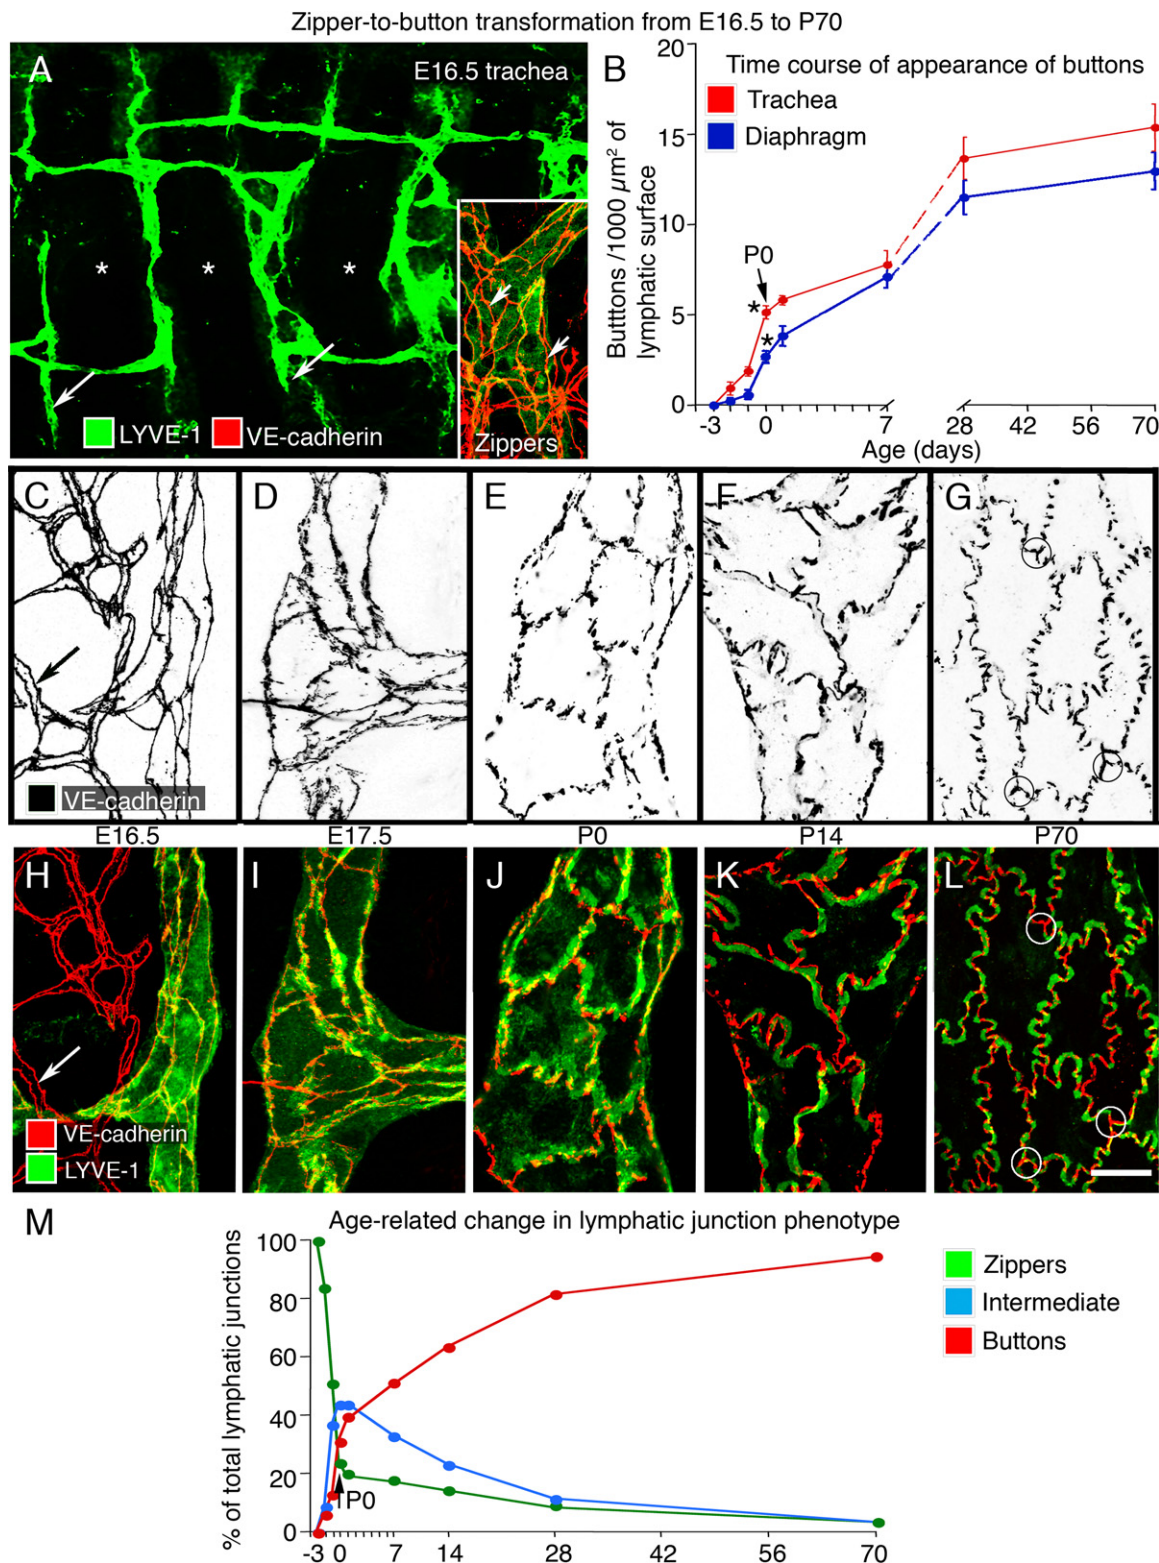 Zipper-to-button transformation from E16.5 to P70
A
E16.5 trachea
* * *
LYVE-1 VE-cadherin
Zippers
B
Time course of appearance of buttons
Trachea
Diaphragm
Butttons /1000 µm² of
lymphatic surface
20
15
10
5
0
P0
*
*
-3 0 7 28 42 56 70
Age (days)
C D E F G
VE-cadherin
E16.5 E17.5 P0 P14 P70
H I J K L
VE-cadherin
LYVE-1
M
Age-related change in lymphatic junction phenotype
% of total lymphatic junctions
100
80
60
40
20
0
P0
-3 0 7 14 28 42 56 70
Zippers
Intermediate
Buttons